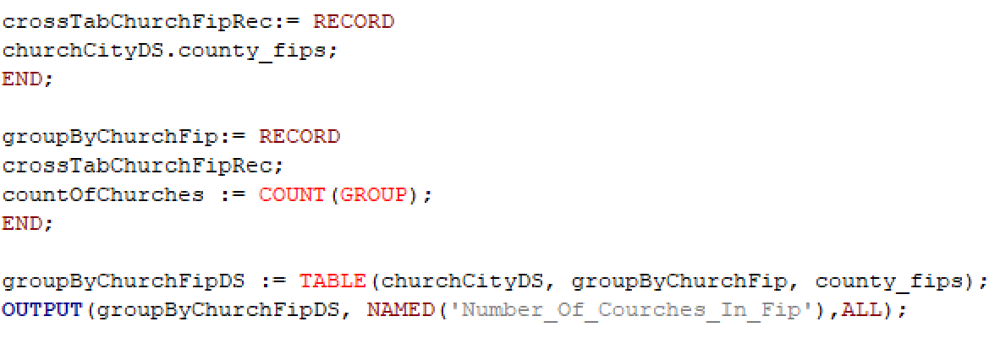 crossTabChurchFipRec:= RECORD
churchCityDS.county_fips;
END;
groupByChurchFip:= RECORD
crossTabChurchFipRec;
countOfChurches := COUNT(GROUP);
END;
groupByChurchFipDS := TABLE(churchCityDS, groupByChurchFip, county_fips);
OUTPUT(groupByChurchFipDS, NAMED('Number_Of_Courches_In_Fip'),ALL);